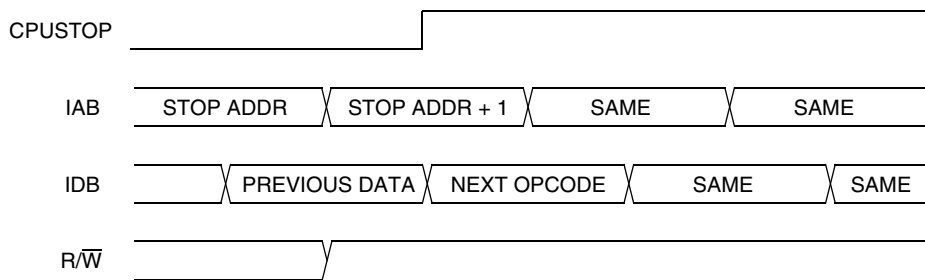 CPUSTOP
IAB STOP ADDR STOP ADDR + 1 SAME SAME
IDB PREVIOUS DATA NEXT OPCODE SAME SAME
R/W̅